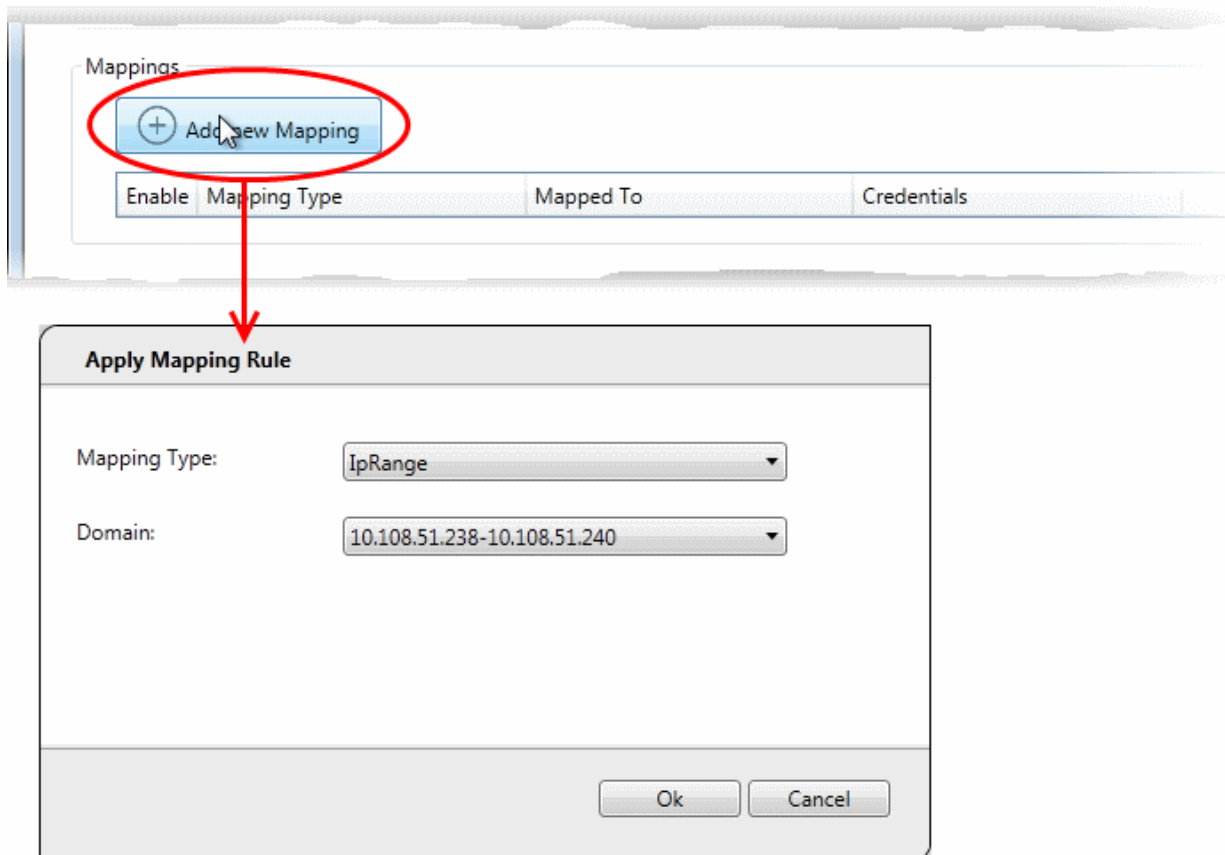 Mappings
Add new Mapping
Enable Mapping Type Mapped To Credentials
Apply Mapping Rule
Mapping Type: IpRange
Domain: 10.108.51.238-10.108.51.240
Ok Cancel